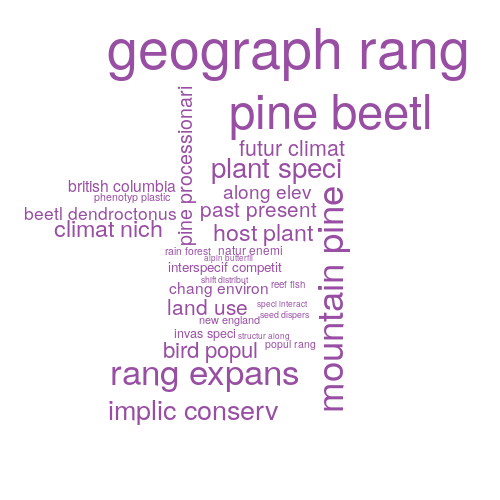 geograph rang
pine beetl
pine processionari
futur climat
plant speci
british columbia
along elev
phenotyp plastic
mountain pine
beetl dendroctonus
past present
climat nich
host plant
rain forest
natur enemi
alpin butterfli
interspecif competit
shift distribut
chang environ
reef fish
land use
speci interact
new england
seed dispers
invas speci
structur along
bird popul
popul rang
rang expans
implic conserv